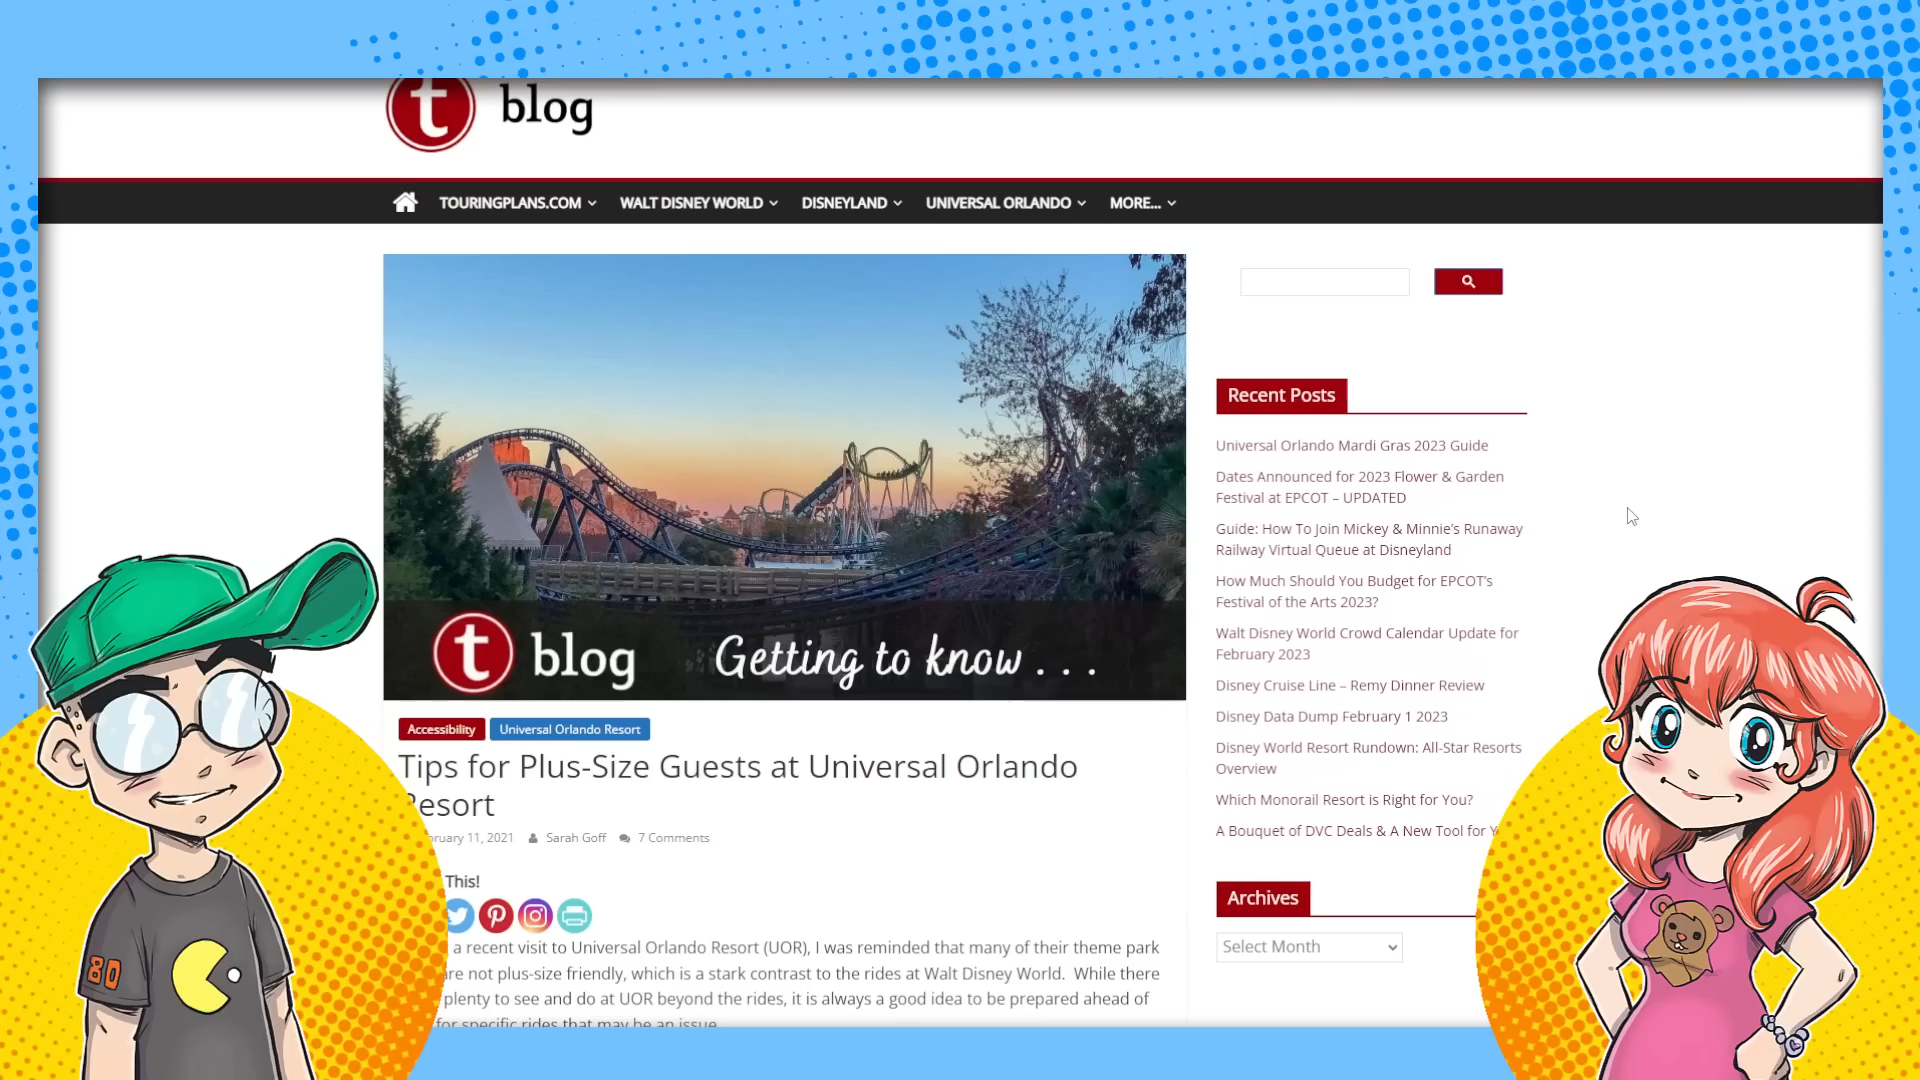 t blog
TOURINGPLANS.COM WALT DISNEY WORLD DISNEYLAND UNIVERSAL ORLANDO MORE...
t blog Getting to know . . .
Accessibility Universal Orlando Resort
Tips for Plus-Size Guests at Universal Orlando
esort
ruary 11, 2021 Sarah Goff 7 Comments
This!
a recent visit to Universal Orlando Resort (UOR), I was reminded that many of their theme park
re not plus-size friendly, which is a stark contrast to the rides at Walt Disney World. While there
plenty to see and do at UOR beyond the rides, it is always a good idea to be prepared ahead of
for specific rides that may be an issue
Recent Posts
Universal Orlando Mardi Gras 2023 Guide
Dates Announced for 2023 Flower & Garden
Festival at EPCOT – UPDATED
Guide: How To Join Mickey & Minnie's Runaway
Railway Virtual Queue at Disneyland
How Much Should You Budget for EPCOT's
Festival of the Arts 2023?
Walt Disney World Crowd Calendar Update for
February 2023
Disney Cruise Line – Remy Dinner Review
Disney Data Dump February 1 2023
Disney World Resort Rundown: All-Star Resorts
Overview
Which Monorail Resort is Right for You?
A Bouquet of DVC Deals & A New Tool for
Archives
Select Month
80